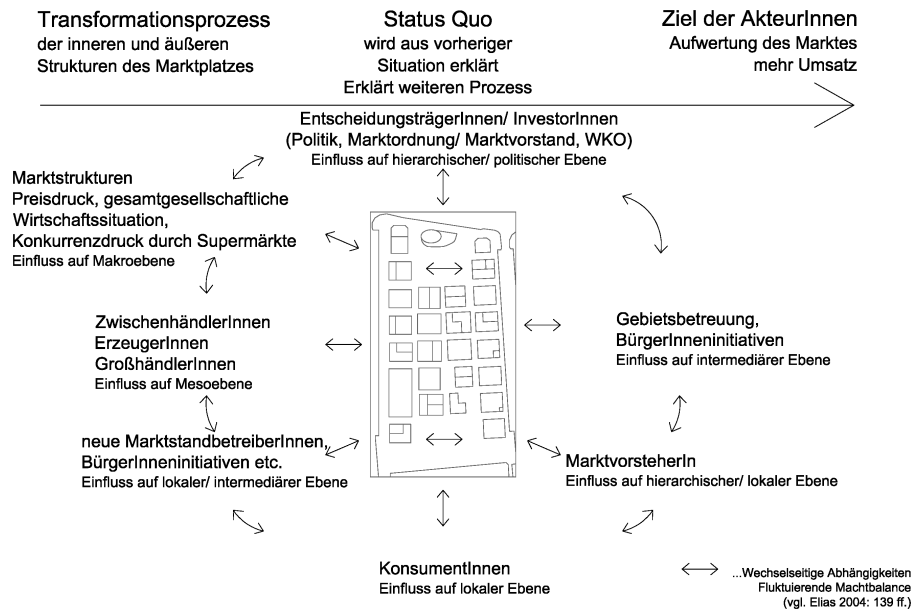 Transformationsprozess
der inneren und äußeren
Strukturen des Marktplatzes
Status Quo
wird aus vorheriger
Situation erklärt
Erklärt weiteren Prozess
Ziel der AkteurInnen
Aufwertung des Marktes
mehr Umsatz
EntscheidungsträgerInnen/ InvestorInnen
(Politik, Marktordnung/ Marktvorstand, WKO)
Einfluss auf hierarchischer/ politischer Ebene
Marktstrukturen
Preisdruck, gesamtgesellschaftliche
Wirtschaftssituation,
Konkurrenzdruck durch Supermärkte
Einfluss auf Makroebene
ZwischenhändlerInnen
ErzeugerInnen
GroßhändlerInnen
Einfluss auf Mesoebene
Gebietsbetreuung,
BürgerInneninitiativen
Einfluss auf intermediärer Ebene
neue MarktstandbetreiberInnen,
BürgerInneninitiativen etc.
Einfluss auf lokaler/ intermediärer Ebene
MarktvorsteherIn
Einfluss auf hierarchischer/ lokaler Ebene
KonsumentInnen
Einfluss auf lokaler Ebene
...Wechselseitige Abhängigkeiten
Fluktuierende Machtbalance
(vgl. Elias 2004: 139 ff.)